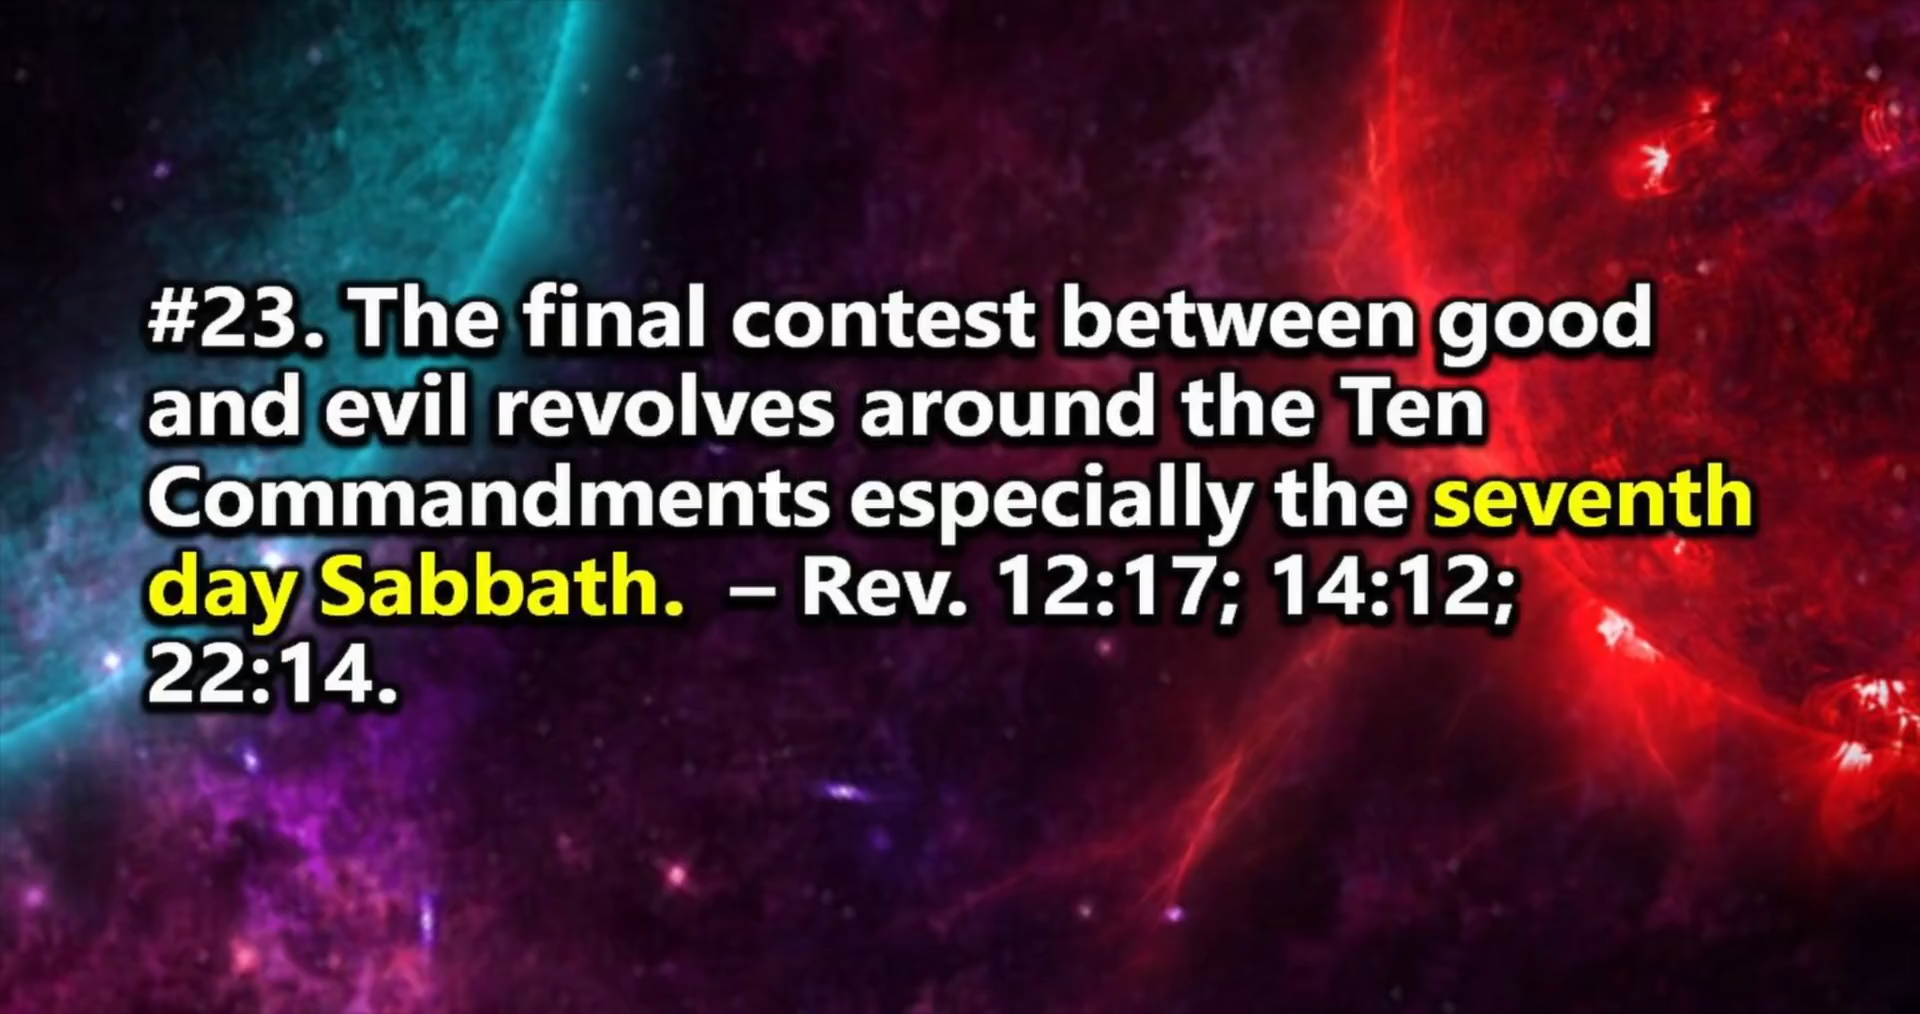 #23. The final contest between good
and evil revolves around the Ten
Commandments especially the seventh
day Sabbath.  – Rev. 12:17; 14:12;
22:14.